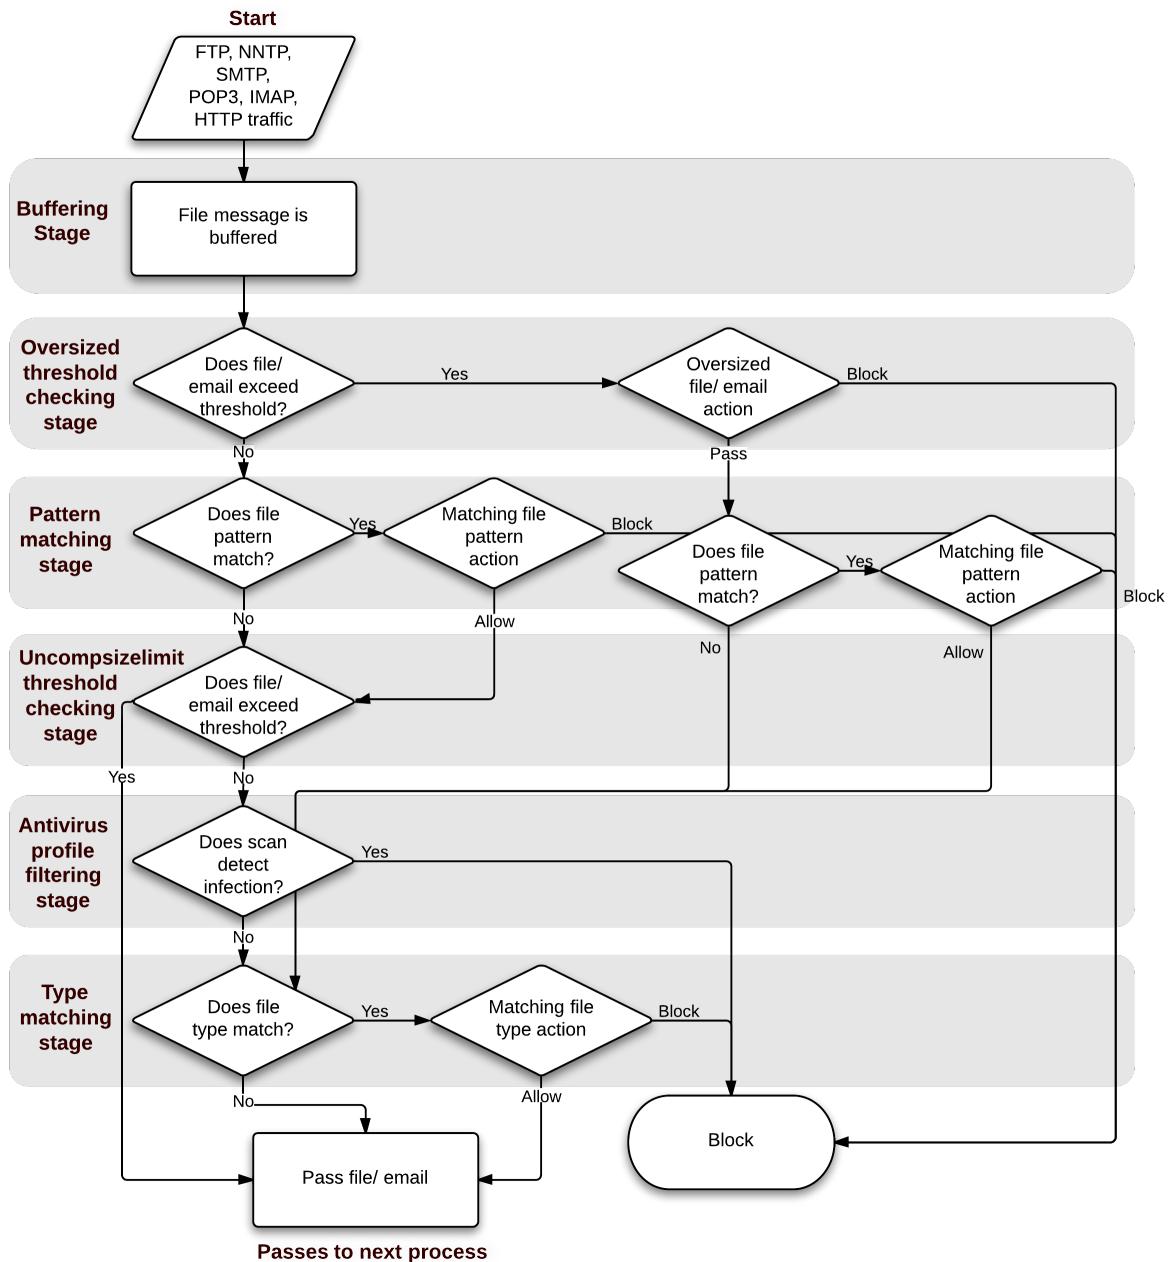 Start
FTP, NNTP,
SMTP,
POP3, IMAP,
HTTP traffic
Buffering
Stage
File message is
buffered
Oversized
threshold
checking
stage
Does file/
email exceed
threshold?
Yes
Oversized
file/ email
action
Block
No
Pass
Pattern
matching
stage
Does file
pattern
match?
Yes
Matching file
pattern
action
Block
Does file
pattern
match?
Yes
Matching file
pattern
action
Block
No
Allow
No
Allow
Uncompsizelimit
threshold
checking
stage
Does file/
email exceed
threshold?
Yes
No
Antivirus
profile
filtering
stage
Does scan
detect
infection?
Yes
No
Type
matching
stage
Does file
type match?
Yes
Matching file
type action
Block
No
Allow
Pass file/ email
Block
Passes to next process